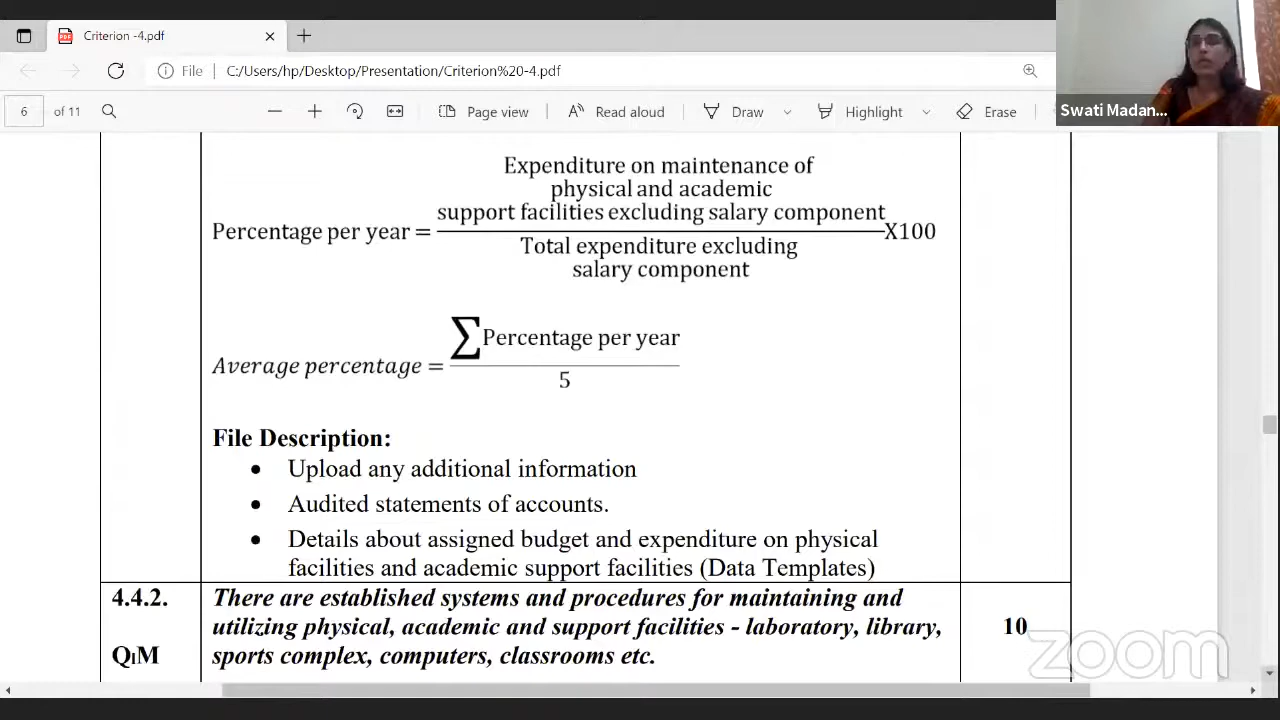 Criterion -4.pdf
File
C:/Users/hp/Desktop/Presentation/Criterion%20-4.pdf
6 of 11
Page view
Read aloud
Draw
Highlight
Erase
Swati Madan...
Expenditure on maintenance of
physical and academic
support facilities excluding salary component
Percentage per year = X100
Total expenditure excluding
salary component
∑Percentage per year
Average percentage =
5
File Description:
• Upload any additional information
• Audited statements of accounts.
• Details about assigned budget and expenditure on physical
facilities and academic support facilities (Data Templates)
4.4.2. There are established systems and procedures for maintaining and
utilizing physical, academic and support facilities - laboratory, library, 10
QlM sports complex, computers, classrooms etc.
zoom